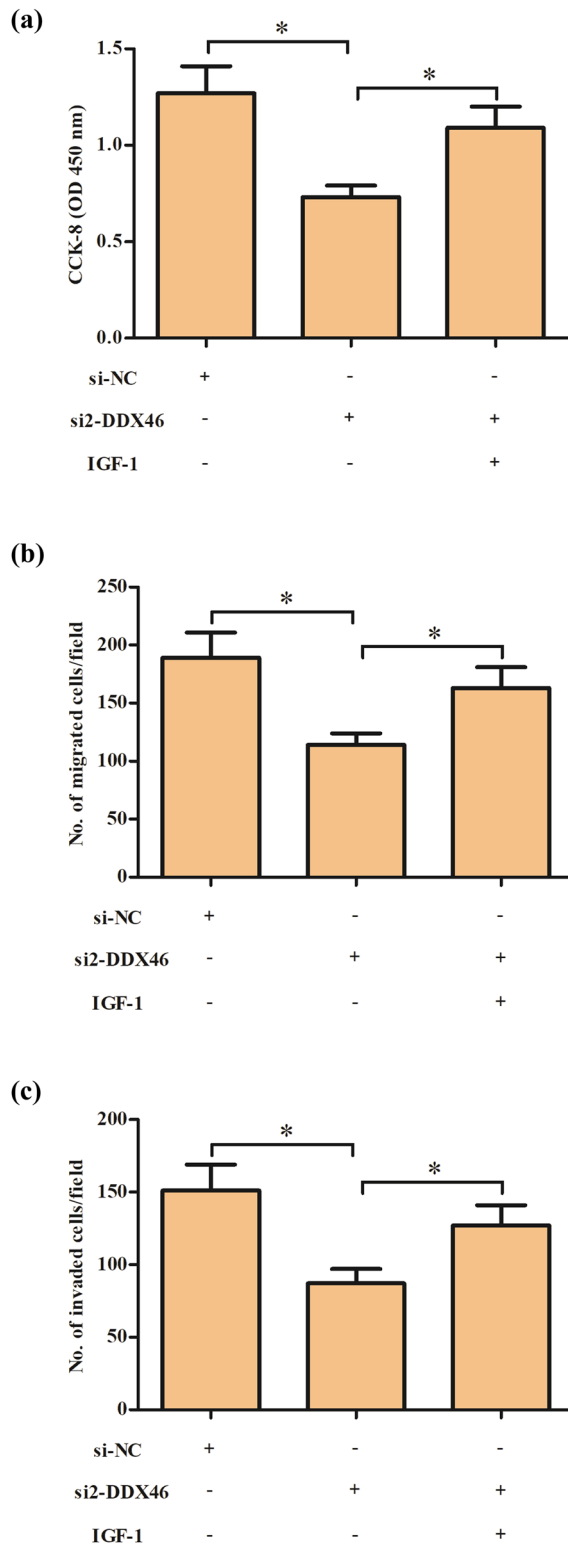 (a)
*
*
CCK-8 (OD 450 nm)
1.5
1.0
0.5
0.0
si-NC + - -
si2-DDX46 - + +
IGF-1 - - +
(b)
*
*
No. of migrated cells/field
250
200
150
100
50
0
si-NC + - -
si2-DDX46 - + +
IGF-1 - - +
(c)
*
*
No. of invaded cells/field
200
150
100
50
0
si-NC + - -
si2-DDX46 - + +
IGF-1 - - +